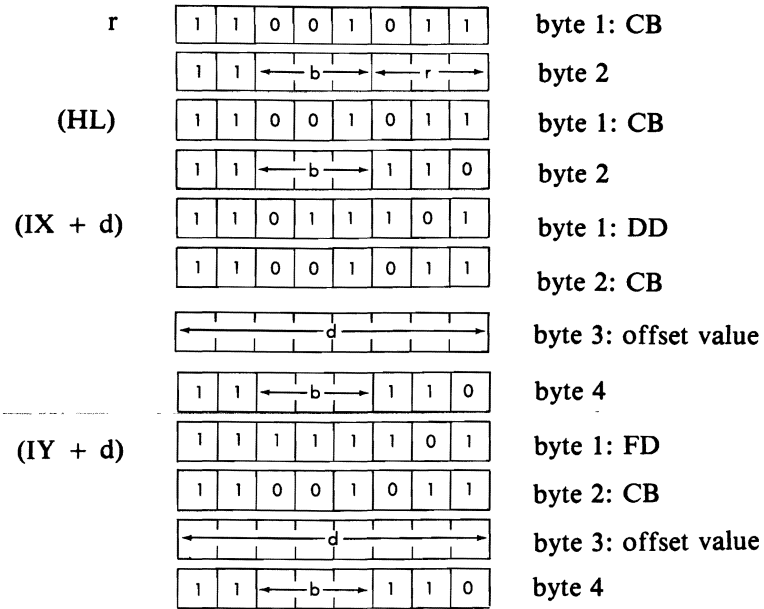 r 1 1 0 0 1 0 1 1 byte 1: CB
1 1 b r byte 2
(HL) 1 1 0 0 1 0 1 1 byte 1: CB
1 1 b 1 1 0 byte 2
(IX + d) 1 1 0 1 1 1 0 1 byte 1: DD
1 1 0 0 1 0 1 1 byte 2: CB
d byte 3: offset value
1 1 b 1 1 0 byte 4
(IY + d) 1 1 1 1 1 1 0 1 byte 1: FD
1 1 0 0 1 0 1 1 byte 2: CB
d byte 3: offset value
1 1 b 1 1 0 byte 4